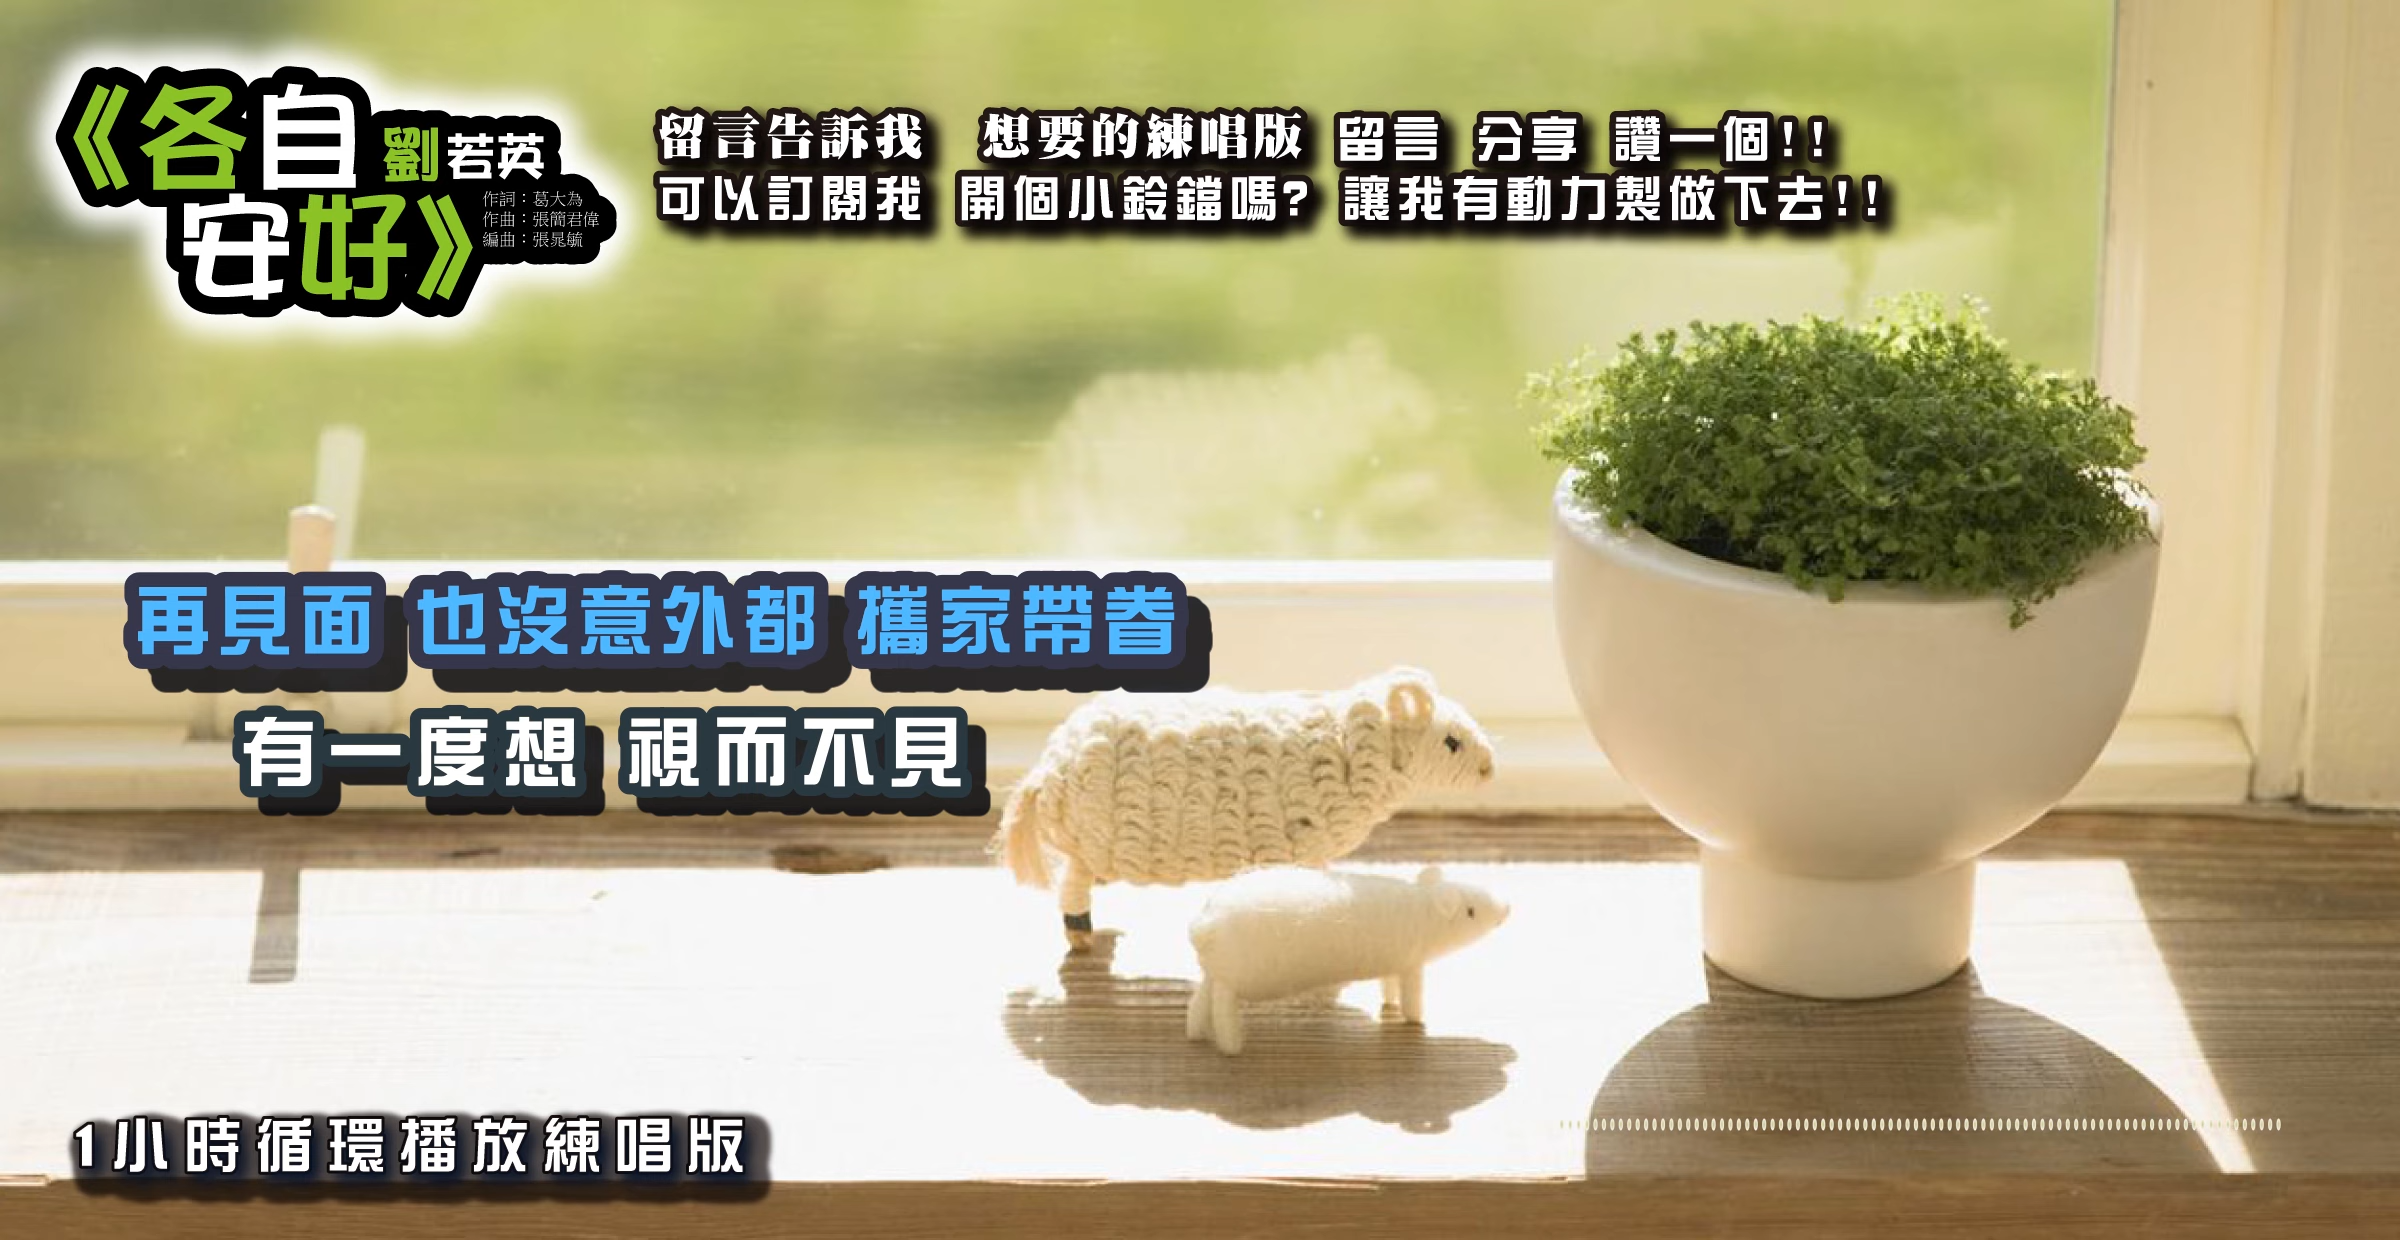 《各自
安好》
劉若英
作詞：葛大為
作曲：張簡君偉
編曲：張晁毓
留言告訴我 想要的練唱版 留言 分享 讚一個!!
可以訂閱我 開個小鈴鐺嗎? 讓我有動力製做下去!!
再見面 也沒意外都 攜家帶眷
有一度想 視而不見
1小時循環播放練唱版